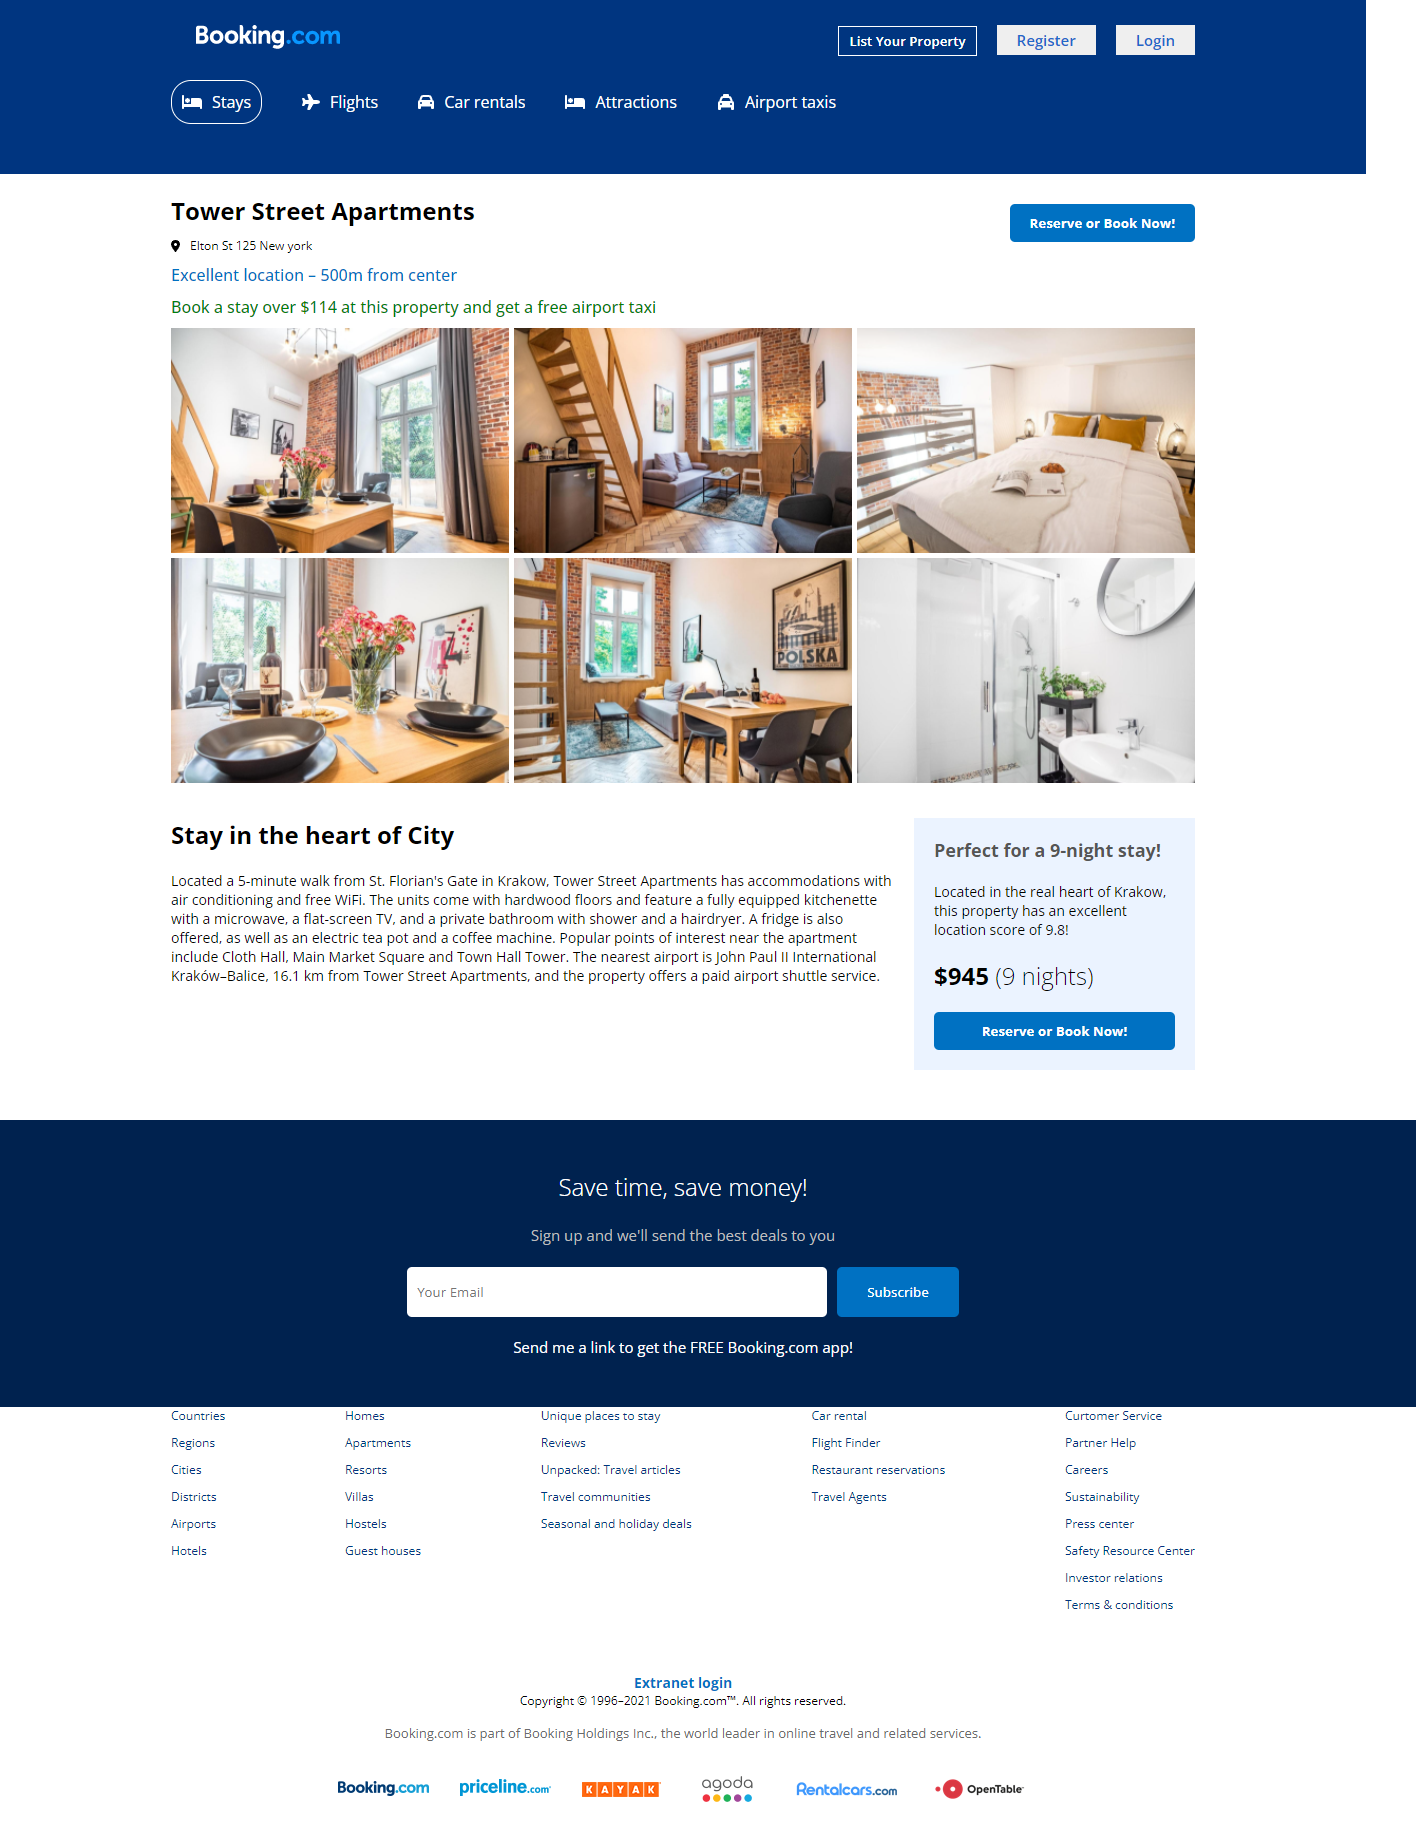 Booking.com
List Your Property
Register
Login
Stays
Flights
Car rentals
Attractions
Airport taxis
Tower Street Apartments
Reserve or Book Now!
Elton St 125 New york
Excellent location – 500m from center
Book a stay over $114 at this property and get a free airport taxi
POLSKA
Stay in the heart of City
Located a 5-minute walk from St. Florian's Gate in Krakow, Tower Street Apartments has accommodations with
air conditioning and free WiFi. The units come with hardwood floors and feature a fully equipped kitchenette
with a microwave, a flat-screen TV, and a private bathroom with shower and a hairdryer. A fridge is also
offered, as well as an electric tea pot and a coffee machine. Popular points of interest near the apartment
include Cloth Hall, Main Market Square and Town Hall Tower. The nearest airport is John Paul II International
Kraków–Balice, 16.1 km from Tower Street Apartments, and the property offers a paid airport shuttle service.
Perfect for a 9-night stay!
Located in the real heart of Krakow,
this property has an excellent
location score of 9.8!
$945 (9 nights)
Reserve or Book Now!
Save time, save money!
Sign up and we'll send the best deals to you
Your Email
Subscribe
Send me a link to get the FREE Booking.com app!
Countries
Regions
Cities
Districts
Airports
Hotels
Homes
Apartments
Resorts
Villas
Hostels
Guest houses
Unique places to stay
Reviews
Unpacked: Travel articles
Travel communities
Seasonal and holiday deals
Car rental
Flight Finder
Restaurant reservations
Travel Agents
Curtomer Service
Partner Help
Careers
Sustainability
Press center
Safety Resource Center
Investor relations
Terms & conditions
Extranet login
Copyright © 1996–2021 Booking.com™. All rights reserved.
Booking.com is part of Booking Holdings Inc., the world leader in online travel and related services.
Booking.com
priceline.com
KAYAK
agoda
Rentalcars.com
OpenTable